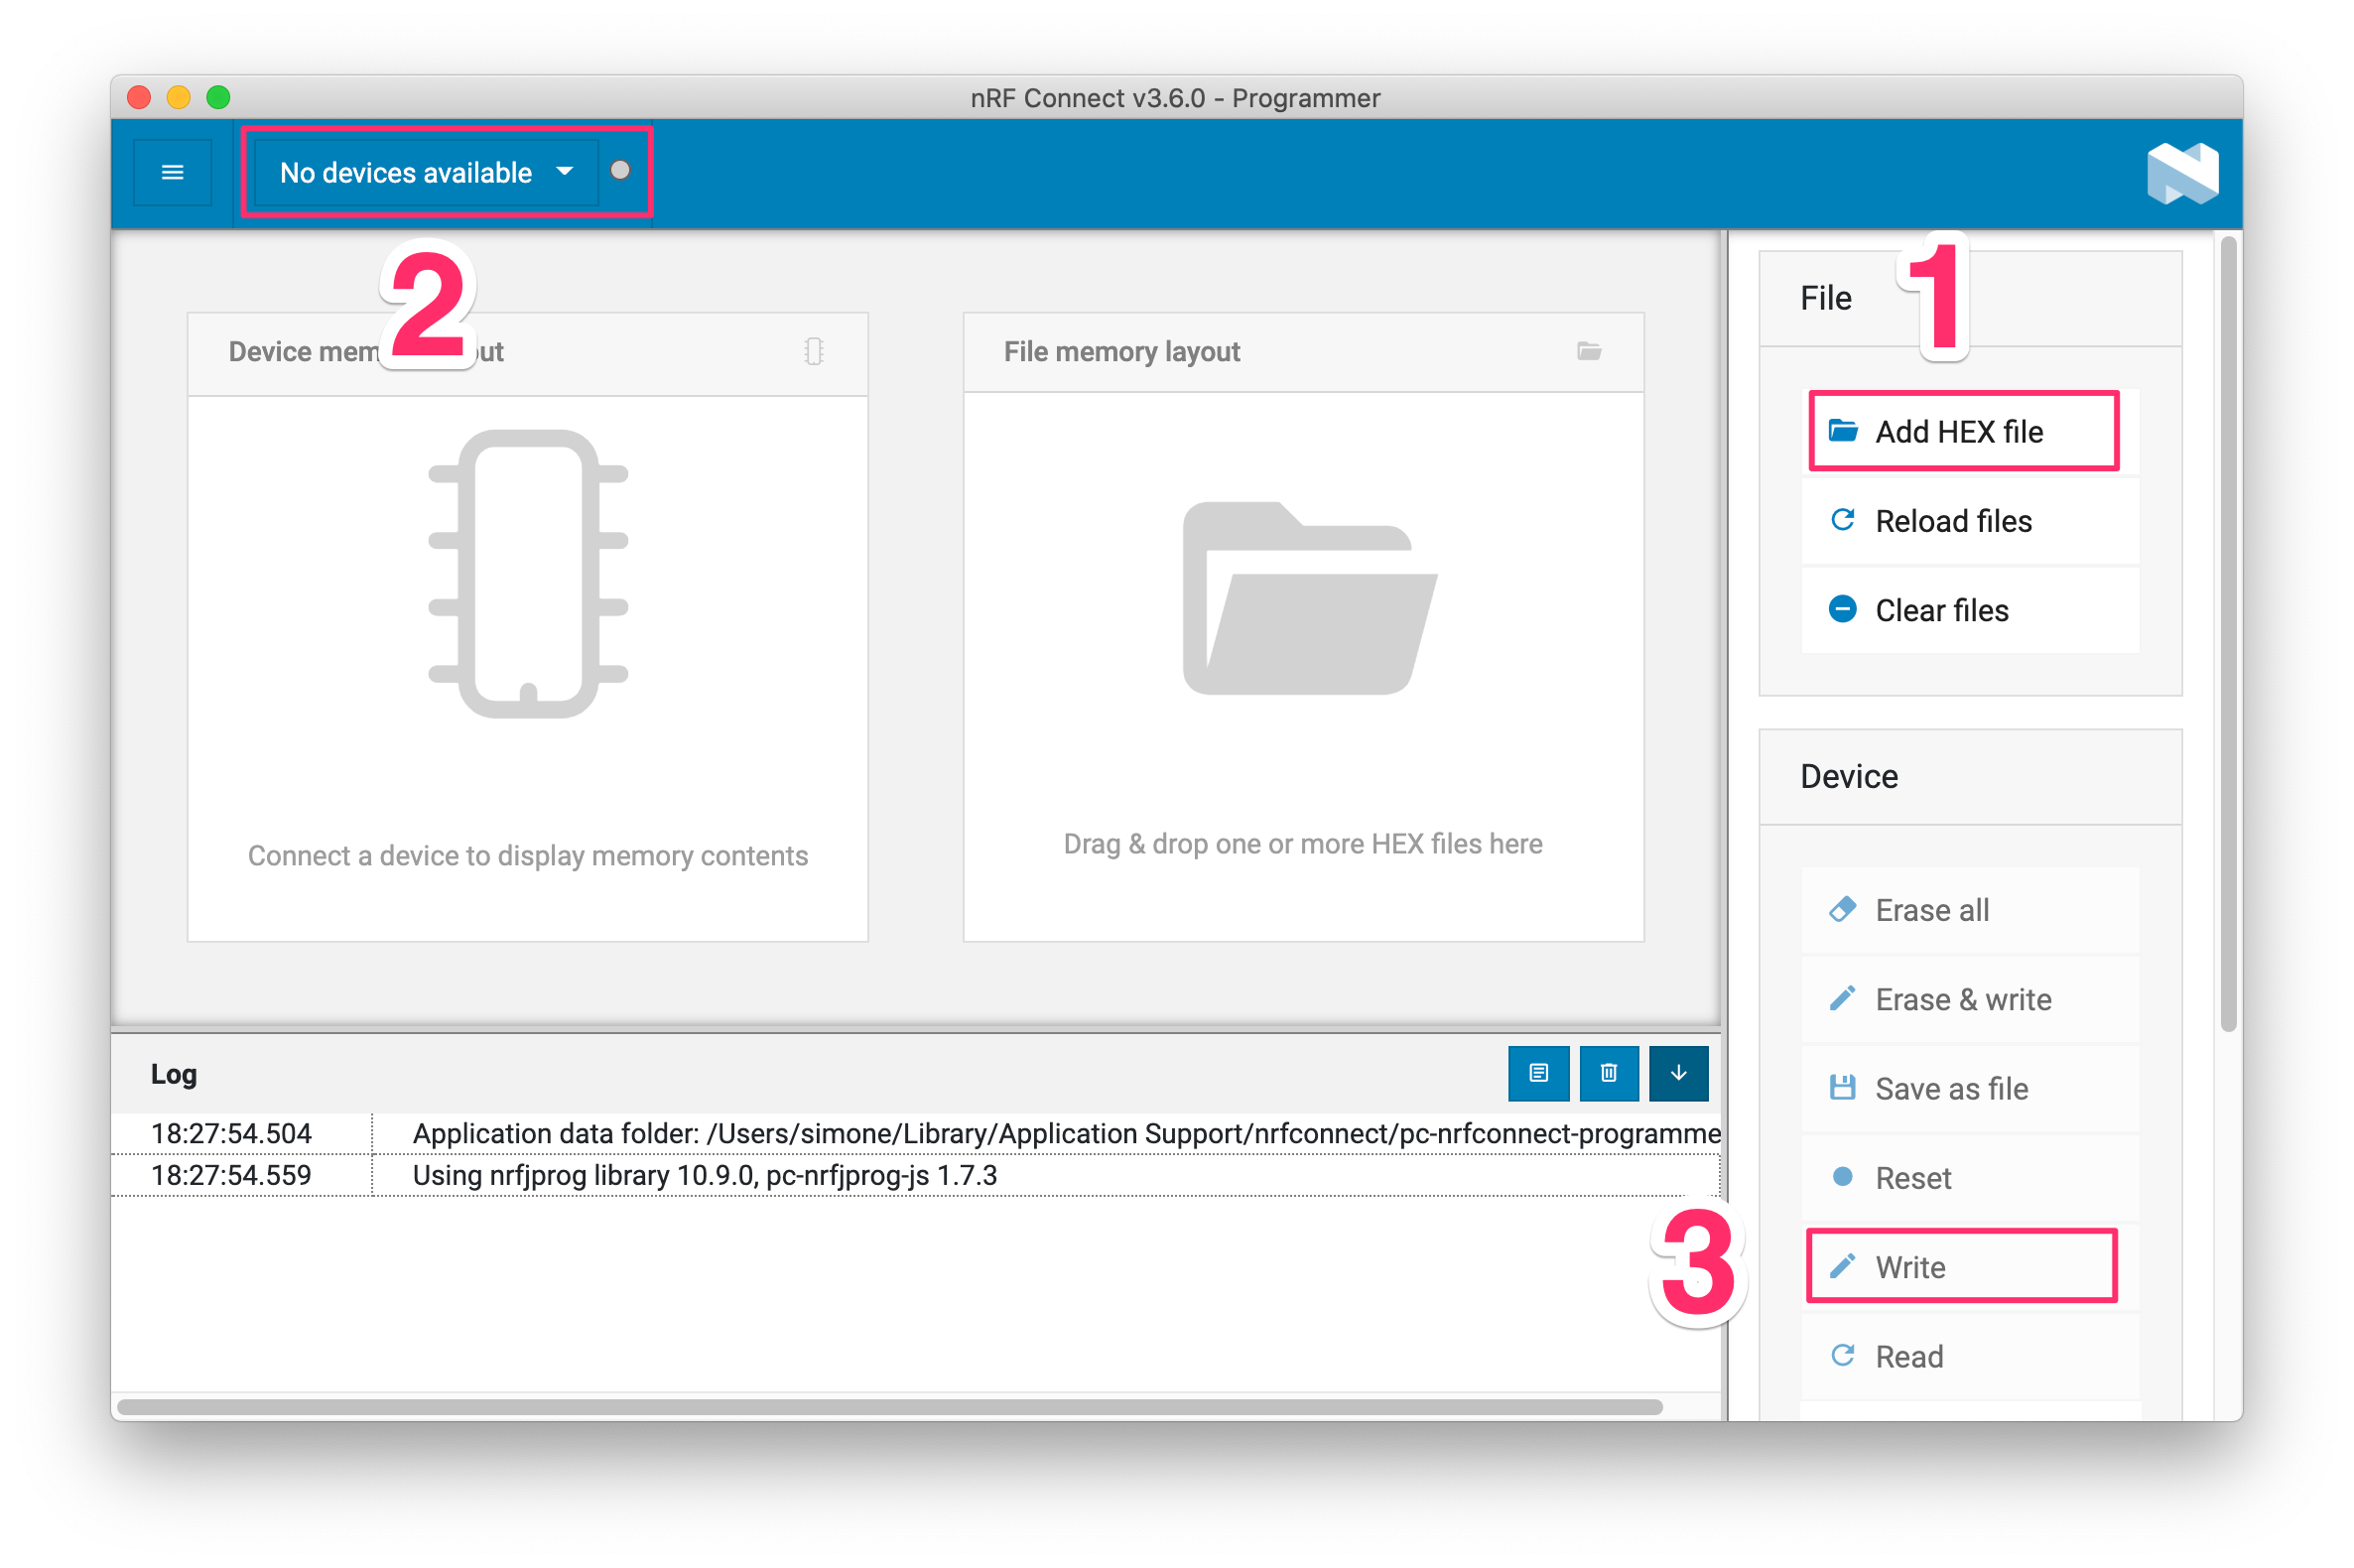 nRF Connect v3.6.0 - Programmer
No devices available
2
1
File
Device mem ut
File memory layout
Add HEX file
Reload files
Clear files
Connect a device to display memory contents
Drag & drop one or more HEX files here
Device
Erase all
Erase & write
Save as file
Reset
Write
Read
Log
18:27:54.504 Application data folder: /Users/simone/Library/Application Support/nrfconnect/pc-nrfconnect-programme
18:27:54.559 Using nrfjprog library 10.9.0, pc-nrfjprog-js 1.7.3
3